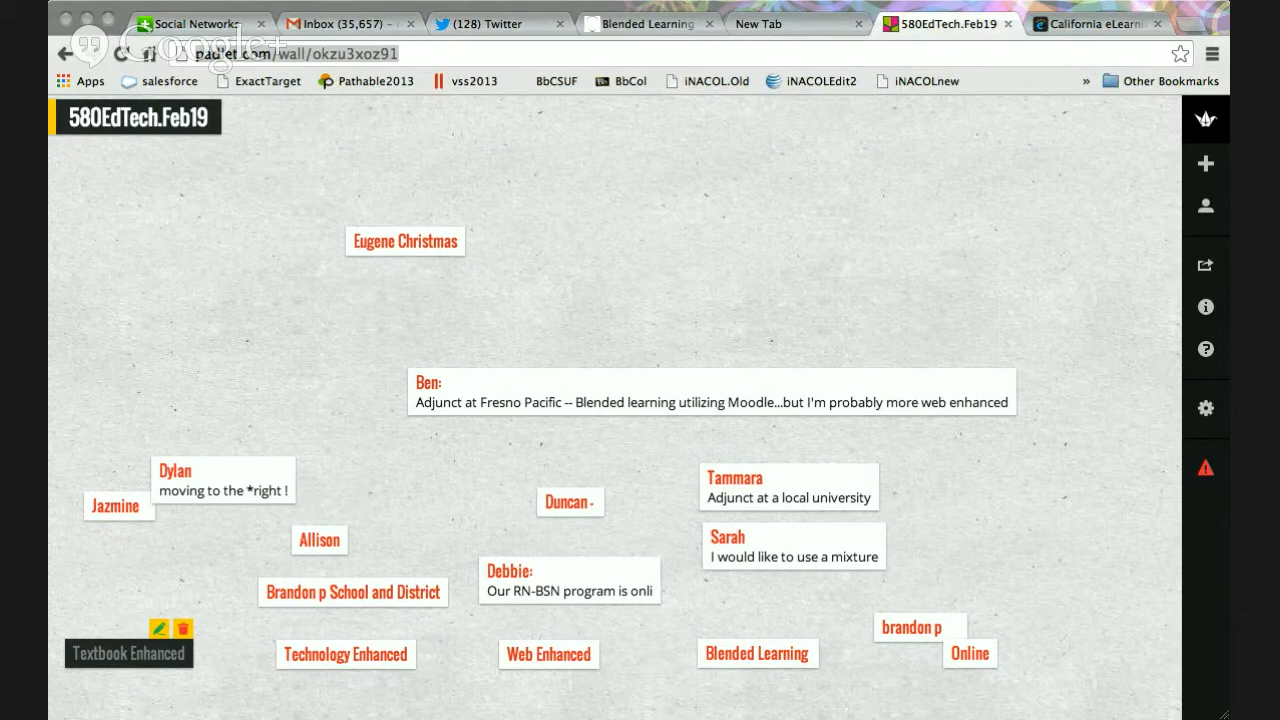 Social Networks
Inbox (35,657) –
(128) Twitter
Blended Learning
New Tab
580EdTech.Feb19
California eLearni
Google+
padlet.com/wall/okzu3xoz91
Apps
salesforce
ExactTarget
Pathable2013
vss2013
BbCSUF
BbCol
iNACOL.Old
iNACOLEdit2
iNACOLnew
»
Other Bookmarks
580EdTech.Feb19
Eugene Christmas
Ben:
Adjunct at Fresno Pacific -- Blended learning utilizing Moodle...but I'm probably more web enhanced
Dylan
moving to the *right !
Jazmine
Tammara
Adjunct at a local university
Duncan -
Allison
Sarah
I would like to use a mixture
Debbie:
Our RN-BSN program is onli
Brandon p School and District
brandon p
Textbook Enhanced
Technology Enhanced
Web Enhanced
Blended Learning
Online